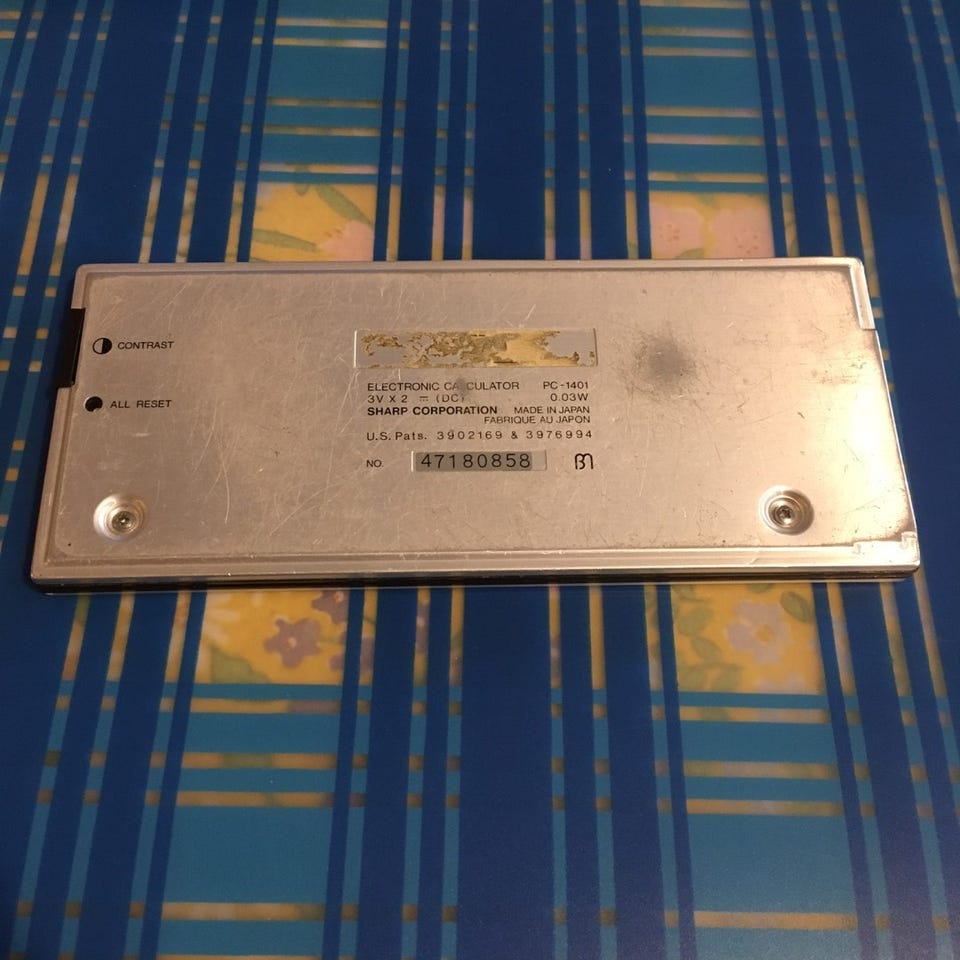 CONTRAST
ALL RESET
ELECTRONIC CALCULATOR PC-1401
3V X 2 ⎓ (DC) 0.03W
SHARP CORPORATION MADE IN JAPAN
FABRIQUE AU JAPON
U.S. Pats. 3902169 & 3976994
NO. 47180858